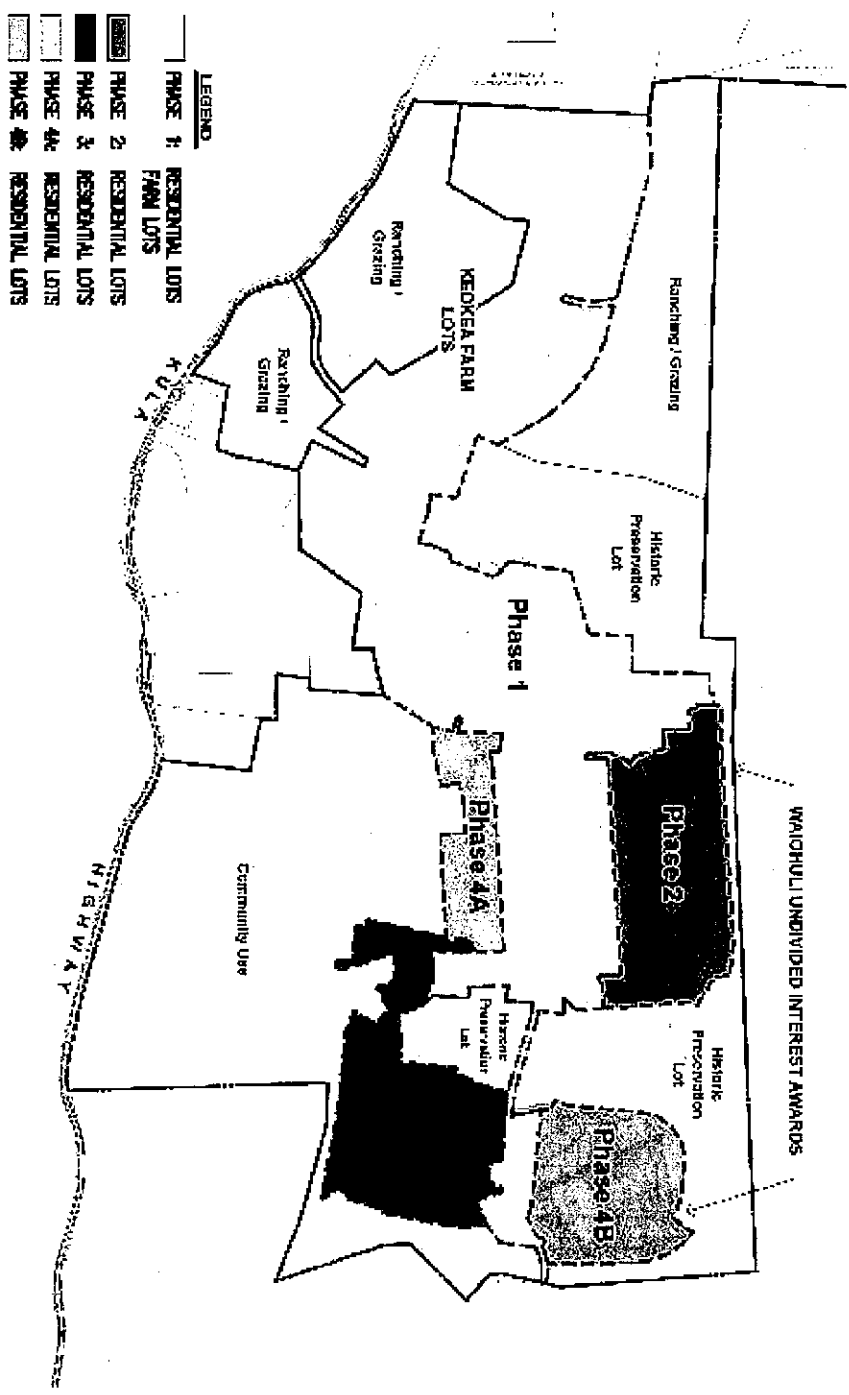 WAIOHULI UNDIVIDED INTEREST AWARDS
Ranching / Grazing
Historic
Preservation
Lot
Phase 2
Historic
Preservation
Lot
Phase 4B
KEOKEA FARM
LOTS
Phase 1
Phase 4A
Historic
Preservation
Lot
Ranching /
Grazing
Ranching /
Grazing
Community Use
KULA
HIGHWAY
LEGEND
PHASE 1: RESIDENTIAL LOTS
FARM LOTS
PHASE 2: RESIDENTIAL LOTS
PHASE 3: RESIDENTIAL LOTS
PHASE 4A: RESIDENTIAL LOTS
PHASE 4B: RESIDENTIAL LOTS